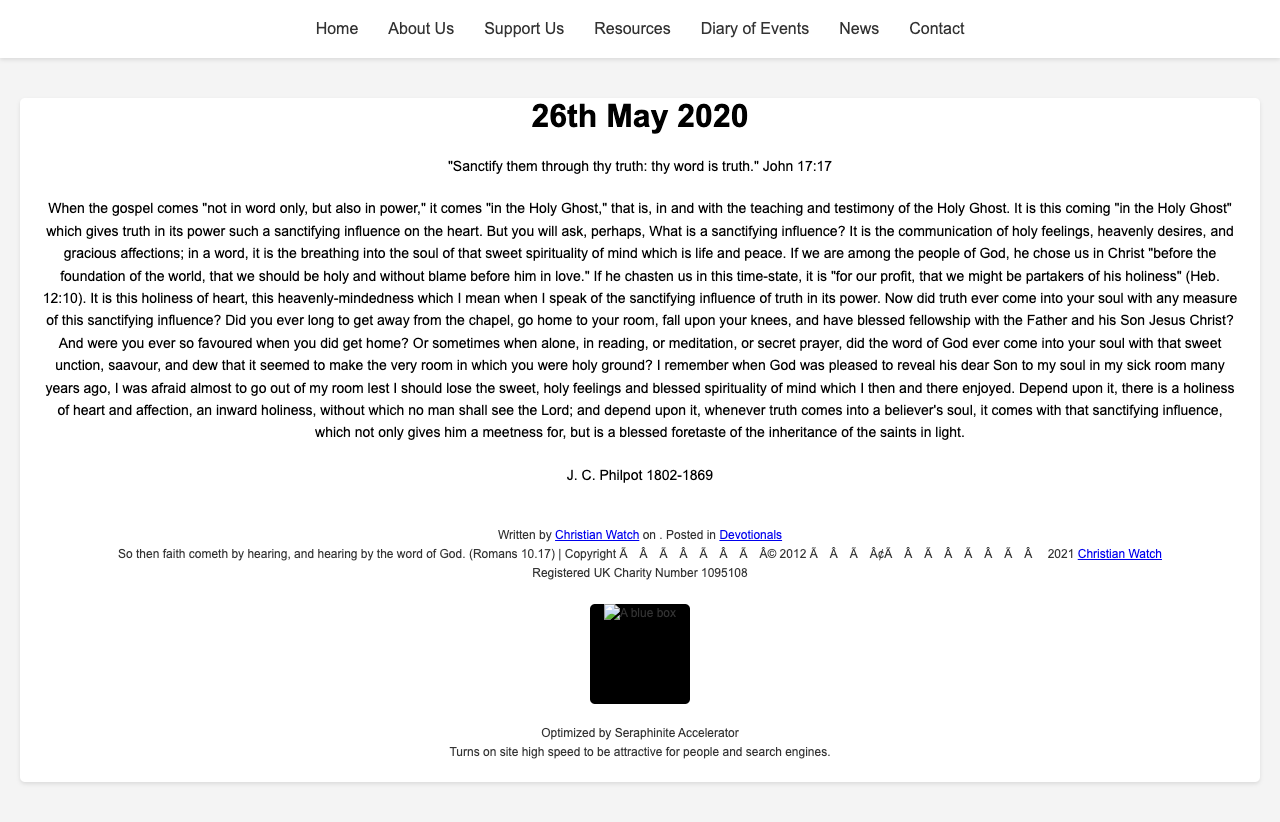 Home About Us Support Us Resources Diary of Events News Contact
26th May 2020
"Sanctify them through thy truth: thy word is truth." John 17:17
When the gospel comes "not in word only, but also in power," it comes "in the Holy Ghost," that is, in and with the teaching and testimony of the Holy Ghost. It is this coming "in the Holy Ghost"
which gives truth in its power such a sanctifying influence on the heart. But you will ask, perhaps, What is a sanctifying influence? It is the communication of holy feelings, heavenly desires, and
gracious affections; in a word, it is the breathing into the soul of that sweet spirituality of mind which is life and peace. If we are among the people of God, he chose us in Christ "before the
foundation of the world, that we should be holy and without blame before him in love." If he chasten us in this time-state, it is "for our profit, that we might be partakers of his holiness" (Heb.
12:10). It is this holiness of heart, this heavenly-mindedness which I mean when I speak of the sanctifying influence of truth in its power. Now did truth ever come into your soul with any measure
of this sanctifying influence? Did you ever long to get away from the chapel, go home to your room, fall upon your knees, and have blessed fellowship with the Father and his Son Jesus Christ?
And were you ever so favoured when you did get home? Or sometimes when alone, in reading, or meditation, or secret prayer, did the word of God ever come into your soul with that sweet
unction, saavour, and dew that it seemed to make the very room in which you were holy ground? I remember when God was pleased to reveal his dear Son to my soul in my sick room many
years ago, I was afraid almost to go out of my room lest I should lose the sweet, holy feelings and blessed spirituality of mind which I then and there enjoyed. Depend upon it, there is a holiness
of heart and affection, an inward holiness, without which no man shall see the Lord; and depend upon it, whenever truth comes into a believer's soul, it comes with that sanctifying influence,
which not only gives him a meetness for, but is a blessed foretaste of the inheritance of the saints in light.
J. C. Philpot 1802-1869
Written by Christian Watch on . Posted in Devotionals
So then faith cometh by hearing, and hearing by the word of God. (Romans 10.17) | Copyright Ã Â Ã Â Ã Â Ã Â© 2012 Ã Â Ã Â¢Ã Â Ã Â Ã Â Ã Â 2021 Christian Watch
Registered UK Charity Number 1095108
A blue box
Optimized by Seraphinite Accelerator
Turns on site high speed to be attractive for people and search engines.